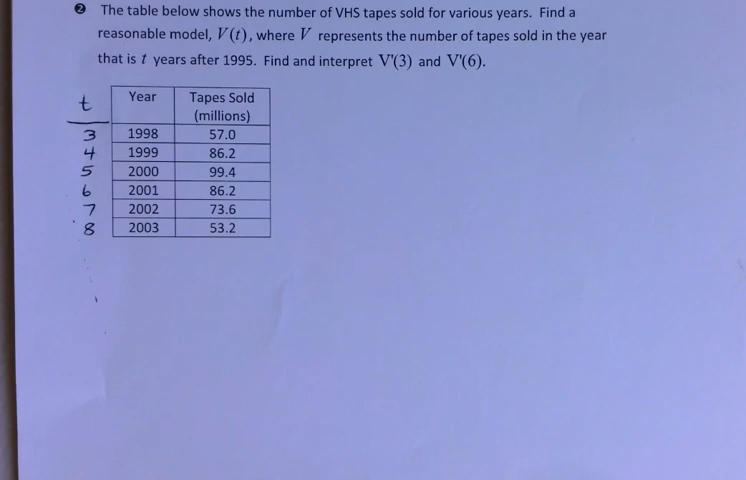 ❷ The table below shows the number of VHS tapes sold for various years. Find a
reasonable model, V(t), where V represents the number of tapes sold in the year
that is t years after 1995. Find and interpret V'(3) and V'(6).
t Year Tapes Sold
(millions)
3 1998 57.0
4 1999 86.2
5 2000 99.4
6 2001 86.2
7 2002 73.6
8 2003 53.2